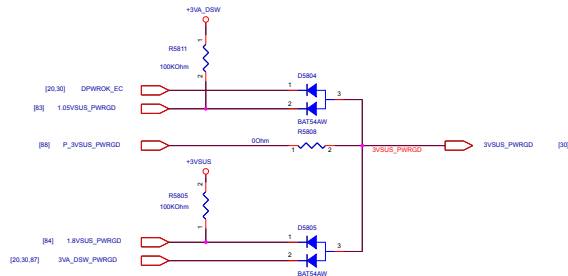 +3VA_DSW
1
R5811
100KOhm
2
D5804
[20,30] DPWROK_EC
1
3
[83] 1.05VSUS_PWRGD
2
BAT54AW
R5808
[88] P_3VSUS_PWRGD
0Ohm
1 2
3VSUS_PWRGD
3VSUS_PWRGD [30]
+3VSUS
2
R5805
100KOhm
1
D5805
[84] 1.8VSUS_PWRGD
1
3
[20,30,87] 3VA_DSW_PWRGD
2
BAT54AW